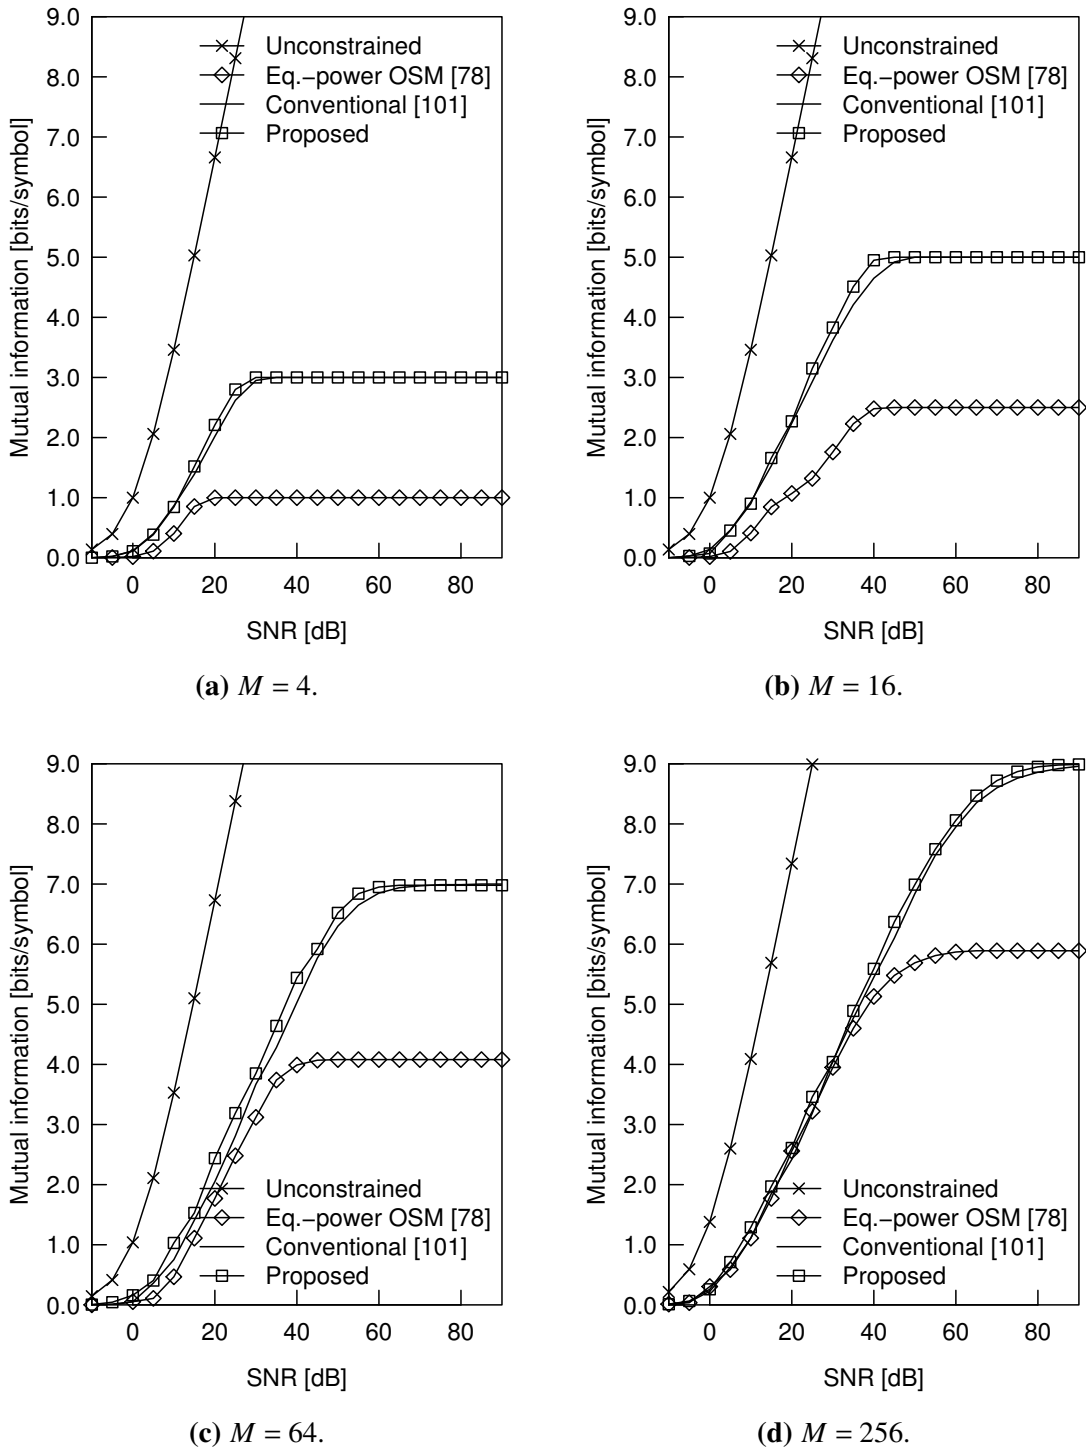 9.0
8.0
7.0
6.0
5.0
4.0
3.0
2.0
1.0
0.0
Mutual information [bits/symbol]
Unconstrained
Eq.-power OSM [78]
Conventional [101]
Proposed
0 20 40 60 80
SNR [dB]
(a) M = 4.
9.0
8.0
7.0
6.0
5.0
4.0
3.0
2.0
1.0
0.0
Mutual information [bits/symbol]
Unconstrained
Eq.-power OSM [78]
Conventional [101]
Proposed
0 20 40 60 80
SNR [dB]
(b) M = 16.
9.0
8.0
7.0
6.0
5.0
4.0
3.0
2.0
1.0
0.0
Mutual information [bits/symbol]
Unconstrained
Eq.-power OSM [78]
Conventional [101]
Proposed
0 20 40 60 80
SNR [dB]
(c) M = 64.
9.0
8.0
7.0
6.0
5.0
4.0
3.0
2.0
1.0
0.0
Mutual information [bits/symbol]
Unconstrained
Eq.-power OSM [78]
Conventional [101]
Proposed
0 20 40 60 80
SNR [dB]
(d) M = 256.